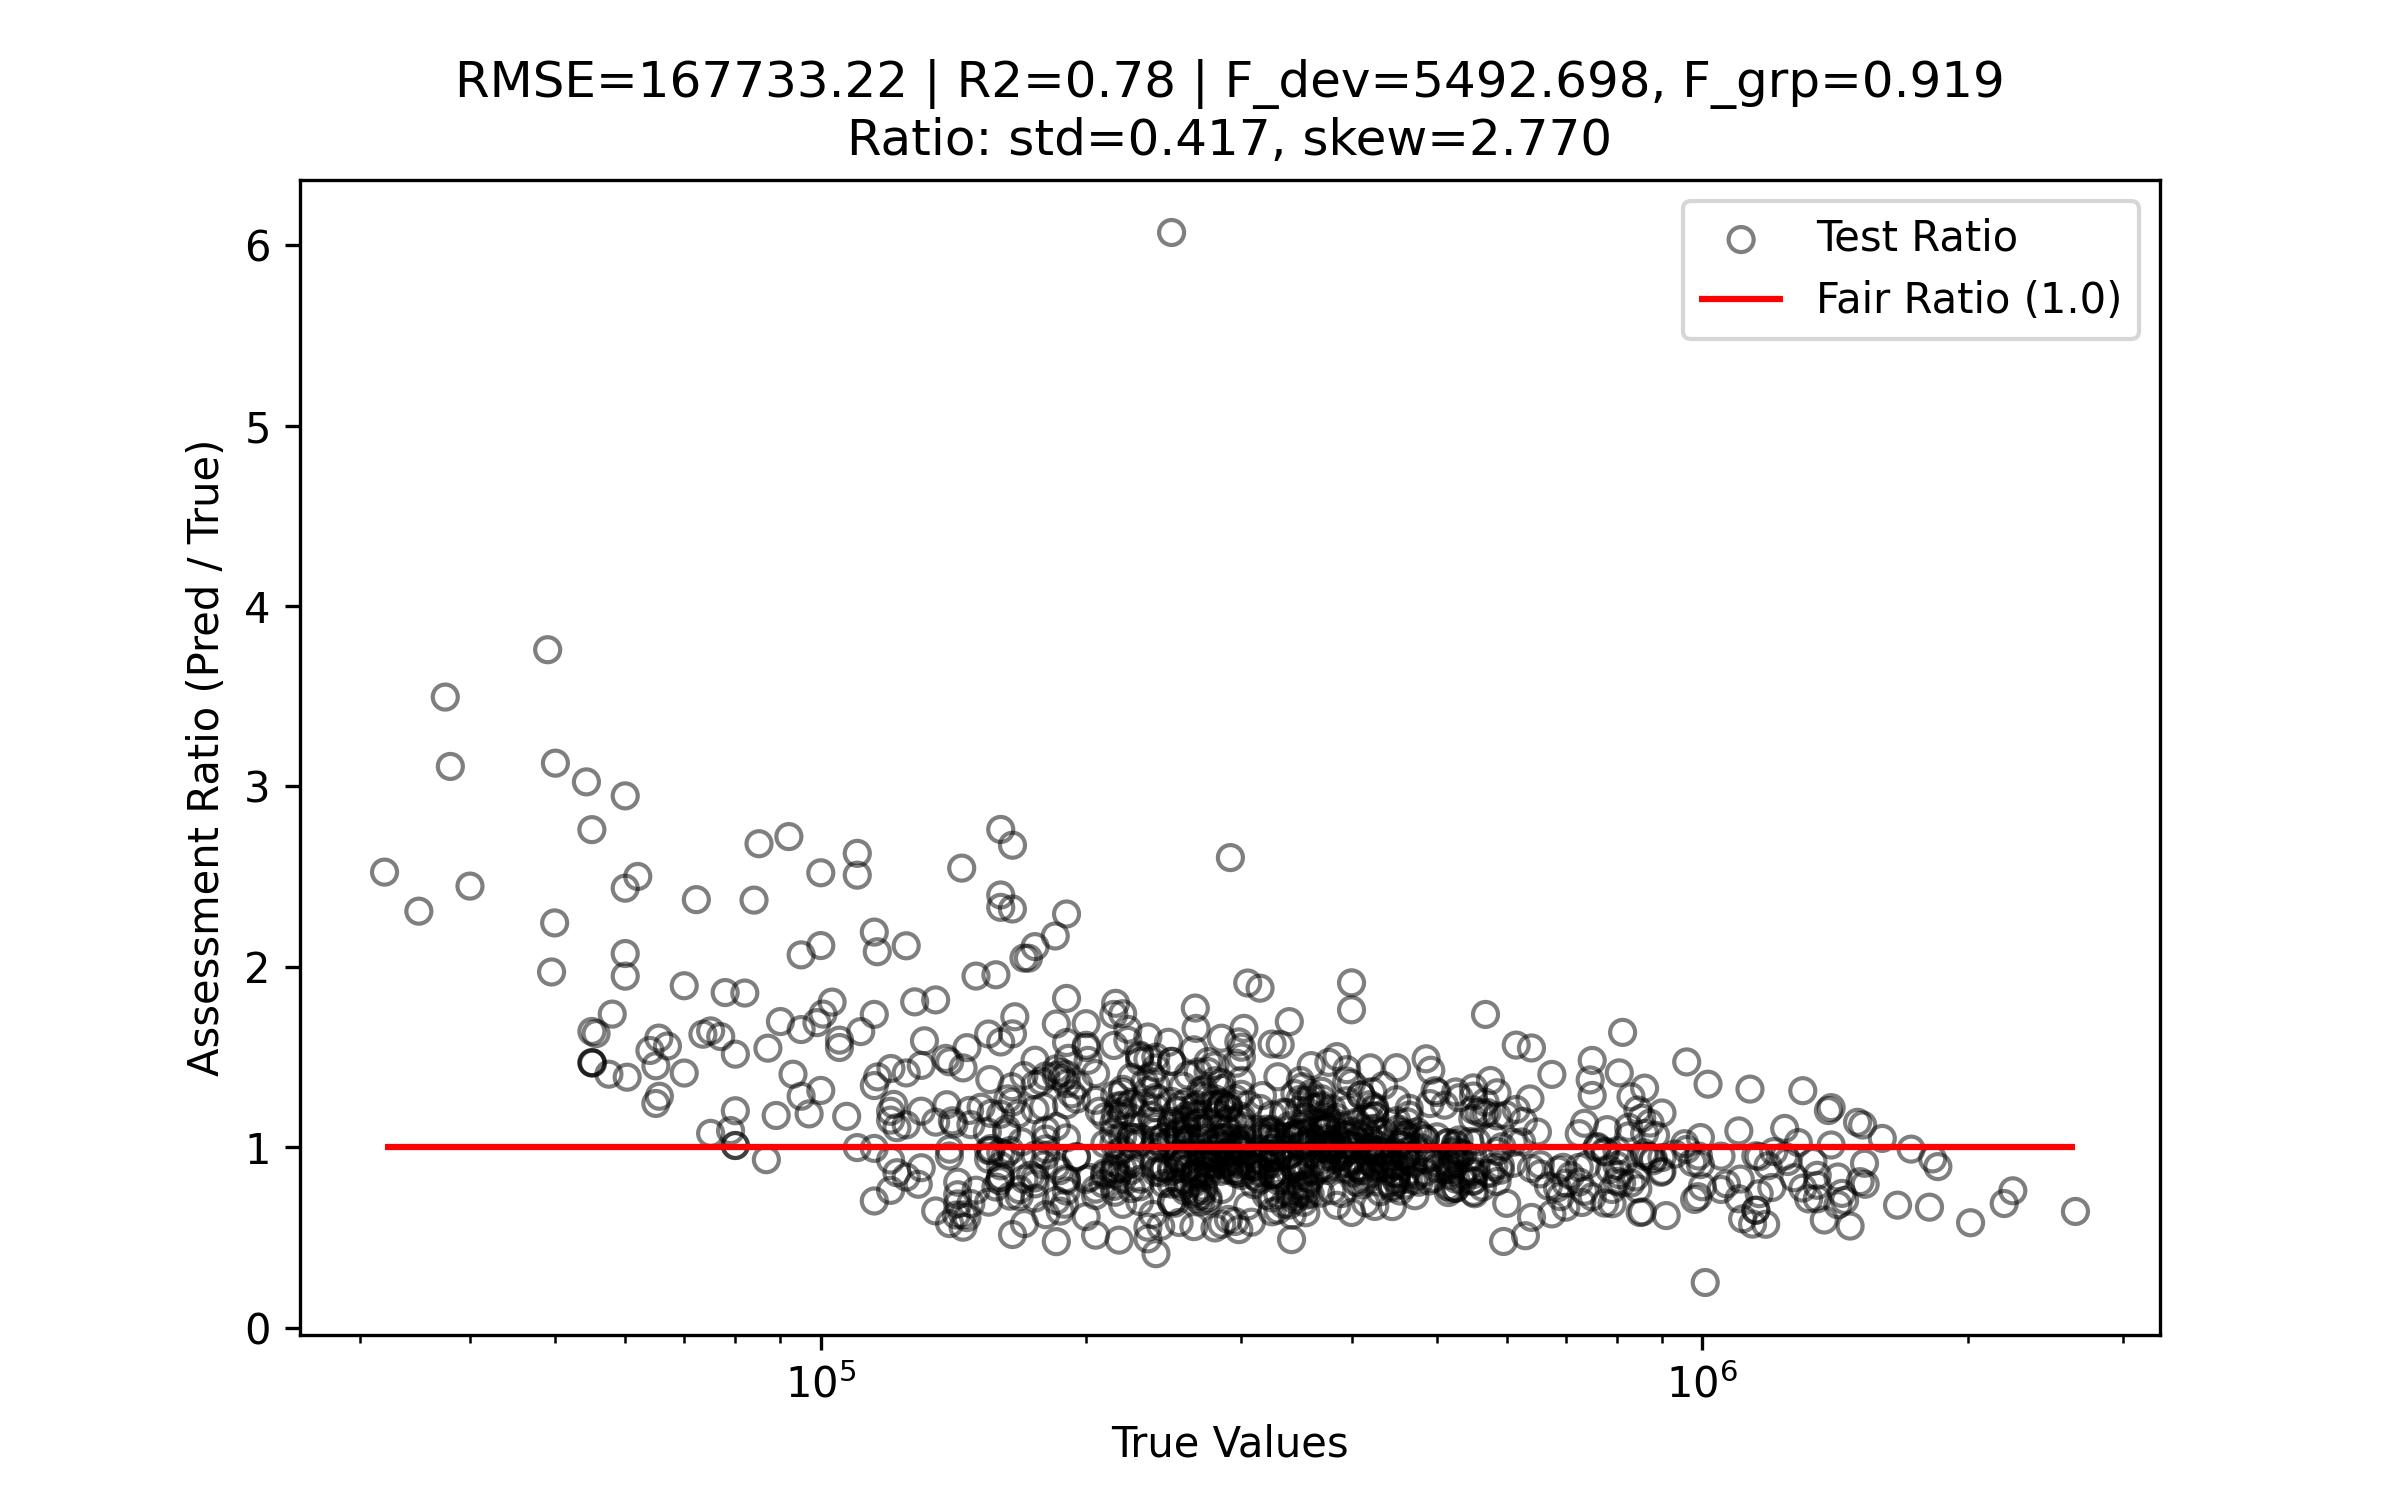 RMSE=167733.22 | R2=0.78 | F_dev=5492.698, F_grp=0.919
Ratio: std=0.417, skew=2.770
Test Ratio
Fair Ratio (1.0)
Assessment Ratio (Pred / True)
6
5
4
3
2
1
0
10⁵
10⁶
True Values